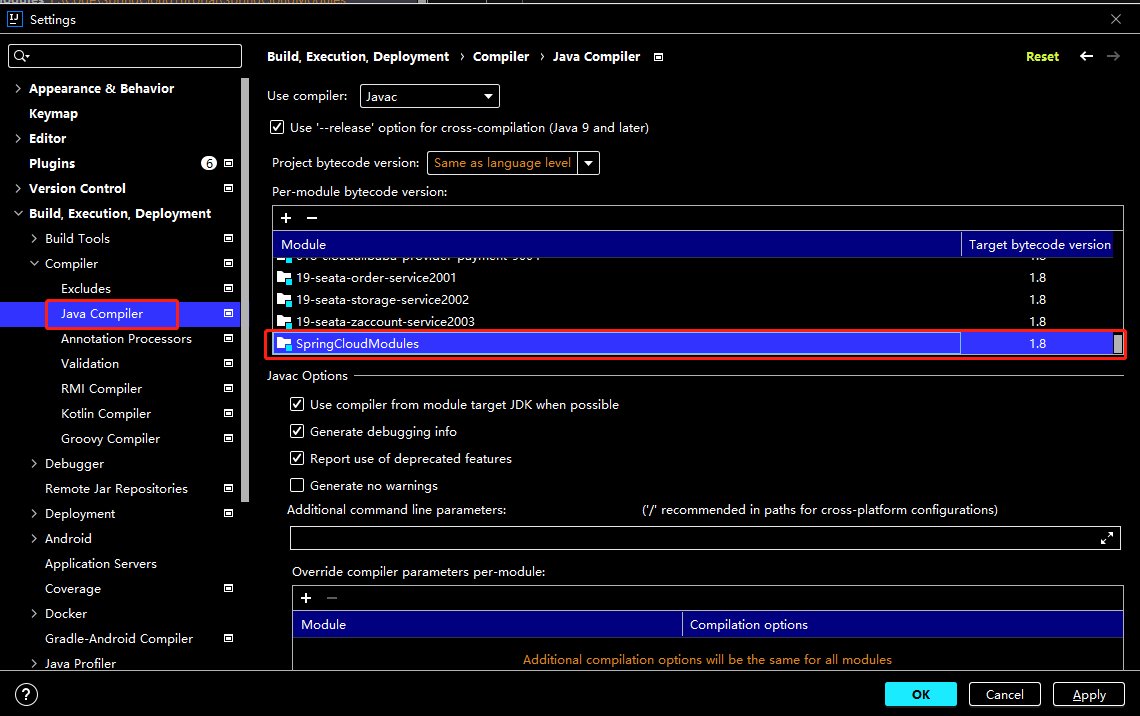 Settings
Build, Execution, Deployment › Compiler › Java Compiler Reset
Appearance & Behavior
Keymap
Editor
Plugins 6
Version Control
Build, Execution, Deployment
Build Tools
Compiler
Excludes
Java Compiler
Annotation Processors
Validation
RMI Compiler
Kotlin Compiler
Groovy Compiler
Debugger
Remote Jar Repositories
Deployment
Android
Application Servers
Coverage
Docker
Gradle-Android Compiler
Java Profiler
Use compiler: Javac
Use '--release' option for cross-compilation (Java 9 and later)
Project bytecode version: Same as language level
Per-module bytecode version:
Module Target bytecode version
19-seata-order-service2001 1.8
19-seata-storage-service2002 1.8
19-seata-zaccount-service2003 1.8
SpringCloudModules 1.8
Javac Options
Use compiler from module target JDK when possible
Generate debugging info
Report use of deprecated features
Generate no warnings
Additional command line parameters: ('/' recommended in paths for cross-platform configurations)
Override compiler parameters per-module:
Module Compilation options
Additional compilation options will be the same for all modules
? OK Cancel Apply